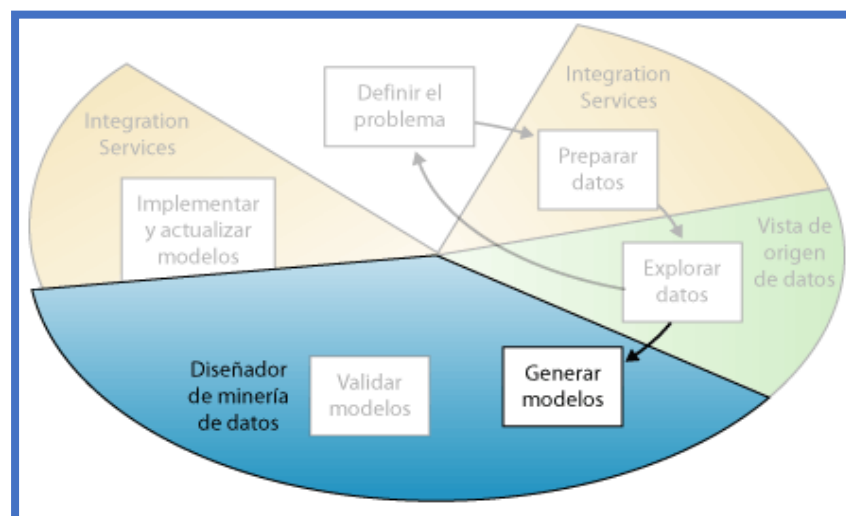 Definir el
problema
Integration
Services
Preparar
datos
Vista de
origen
de datos
Explorar
datos
Generar
modelos
Validar
modelos
Diseñador
de minería
de datos
Implementar
y actualizar
modelos
Integration
Services